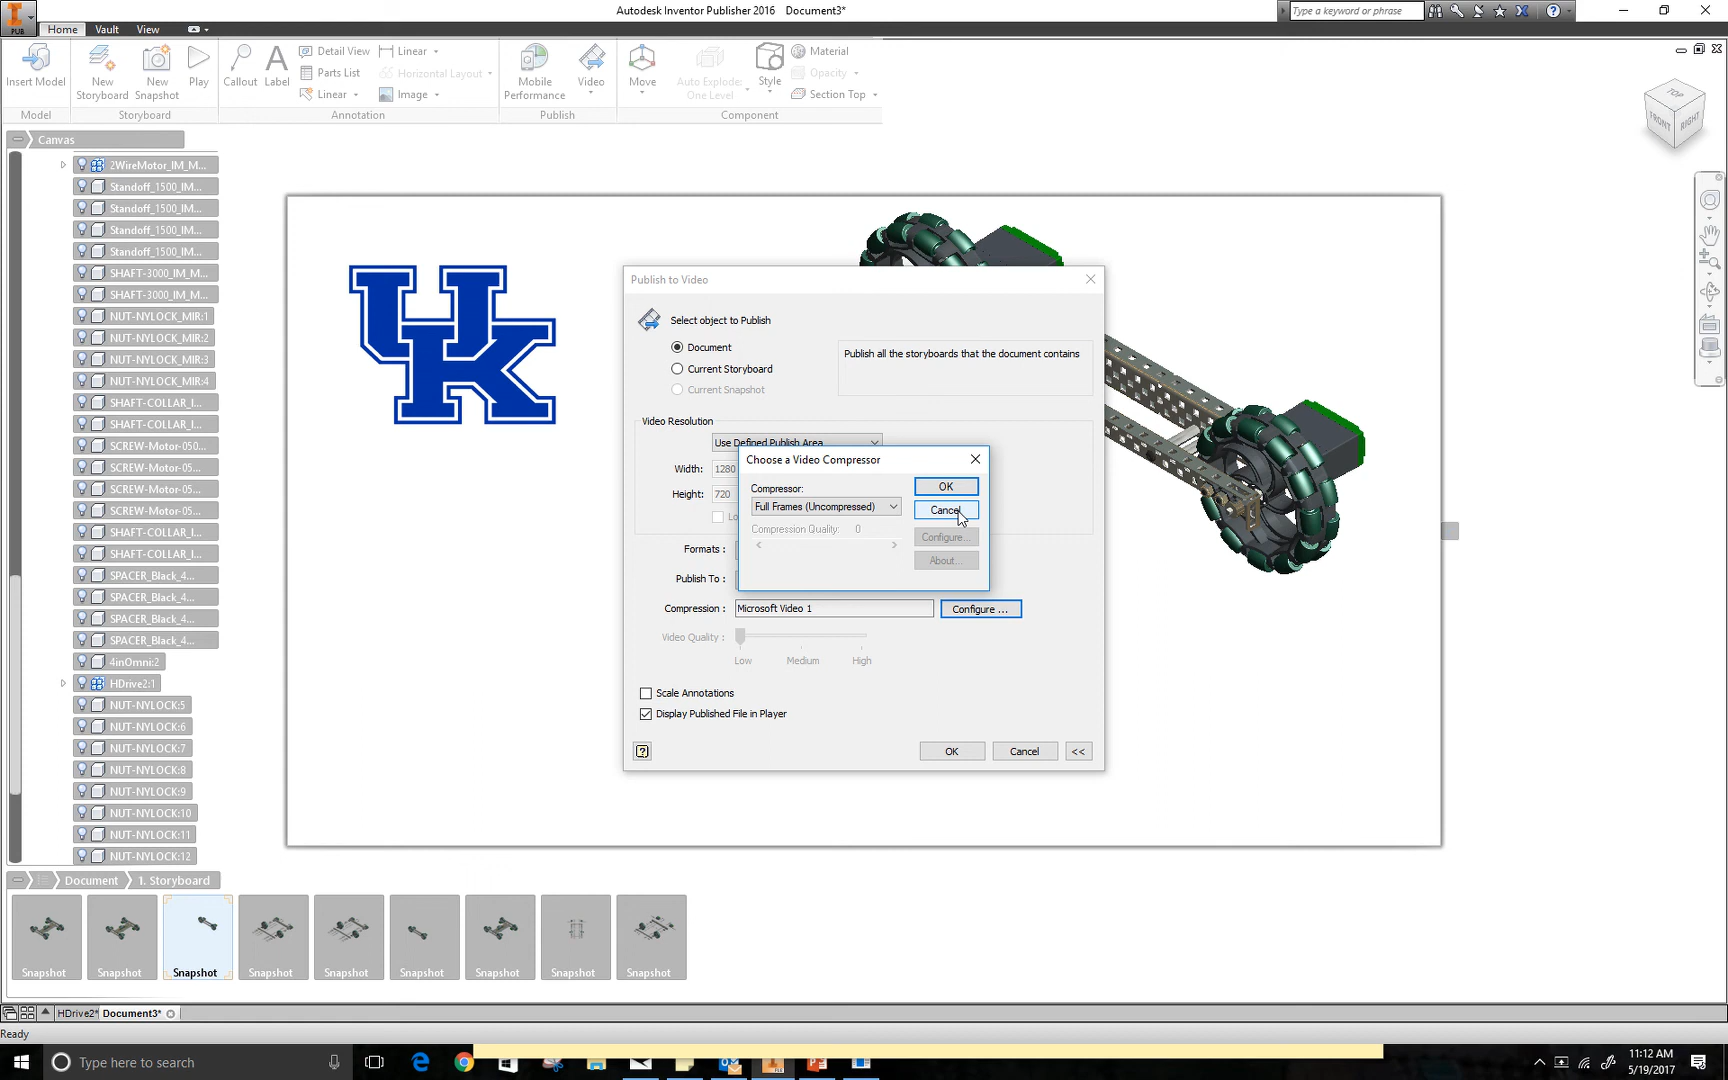 Autodesk Inventor Publisher 2016 Document3*
Type a keyword or phrase
PUB
Home Vault View
Insert Model
New Storyboard
New Snapshot
Play
Callout
Label
Detail View
Parts List
Linear
Linear
Horizontal Layout
Image
Mobile Performance
Video
Move
Auto Explode: One Level
Style
Material
Opacity
Section Top
Model Storyboard Annotation Publish Component
TOP
FRONT
RIGHT
Canvas
2WireMotor_IM_M...
Standoff_1500_IM...
Standoff_1500_IM...
Standoff_1500_IM...
Standoff_1500_IM...
SHAFT-3000_IM_M...
SHAFT-3000_IM_M...
NUT-NYLOCK_MIR:1
NUT-NYLOCK_MIR:2
NUT-NYLOCK_MIR:3
NUT-NYLOCK_MIR:4
SHAFT-COLLAR_I...
SHAFT-COLLAR_I...
SCREW-Motor-050...
SCREW-Motor-05...
SCREW-Motor-05...
SCREW-Motor-05...
SHAFT-COLLAR_I...
SHAFT-COLLAR_I...
SPACER_Black_4...
SPACER_Black_4...
SPACER_Black_4...
SPACER_Black_4...
4inOmni:2
HDrive2:1
NUT-NYLOCK:5
NUT-NYLOCK:6
NUT-NYLOCK:7
NUT-NYLOCK:8
NUT-NYLOCK:9
NUT-NYLOCK:10
NUT-NYLOCK:11
NUT-NYLOCK:12
UK
Publish to Video
Select object to Publish
Document
Current Storyboard
Current Snapshot
Publish all the storyboards that the document contains
Video Resolution
Use Defined Publish Area
Width: 1280
Height: 720
Lo
Formats:
Publish To :
Compression : Microsoft Video 1 Configure ...
Video Quality :
Low Medium High
Scale Annotations
Display Published File in Player
OK Cancel <<
Choose a Video Compressor
Compressor:
Full Frames (Uncompressed)
Compression Quality: 0
OK
Cancel
Configure...
About...
Document 1. Storyboard
Snapshot Snapshot Snapshot Snapshot Snapshot Snapshot Snapshot Snapshot Snapshot
HDrive2* Document3*
Ready
Type here to search
11:12 AM
5/19/2017